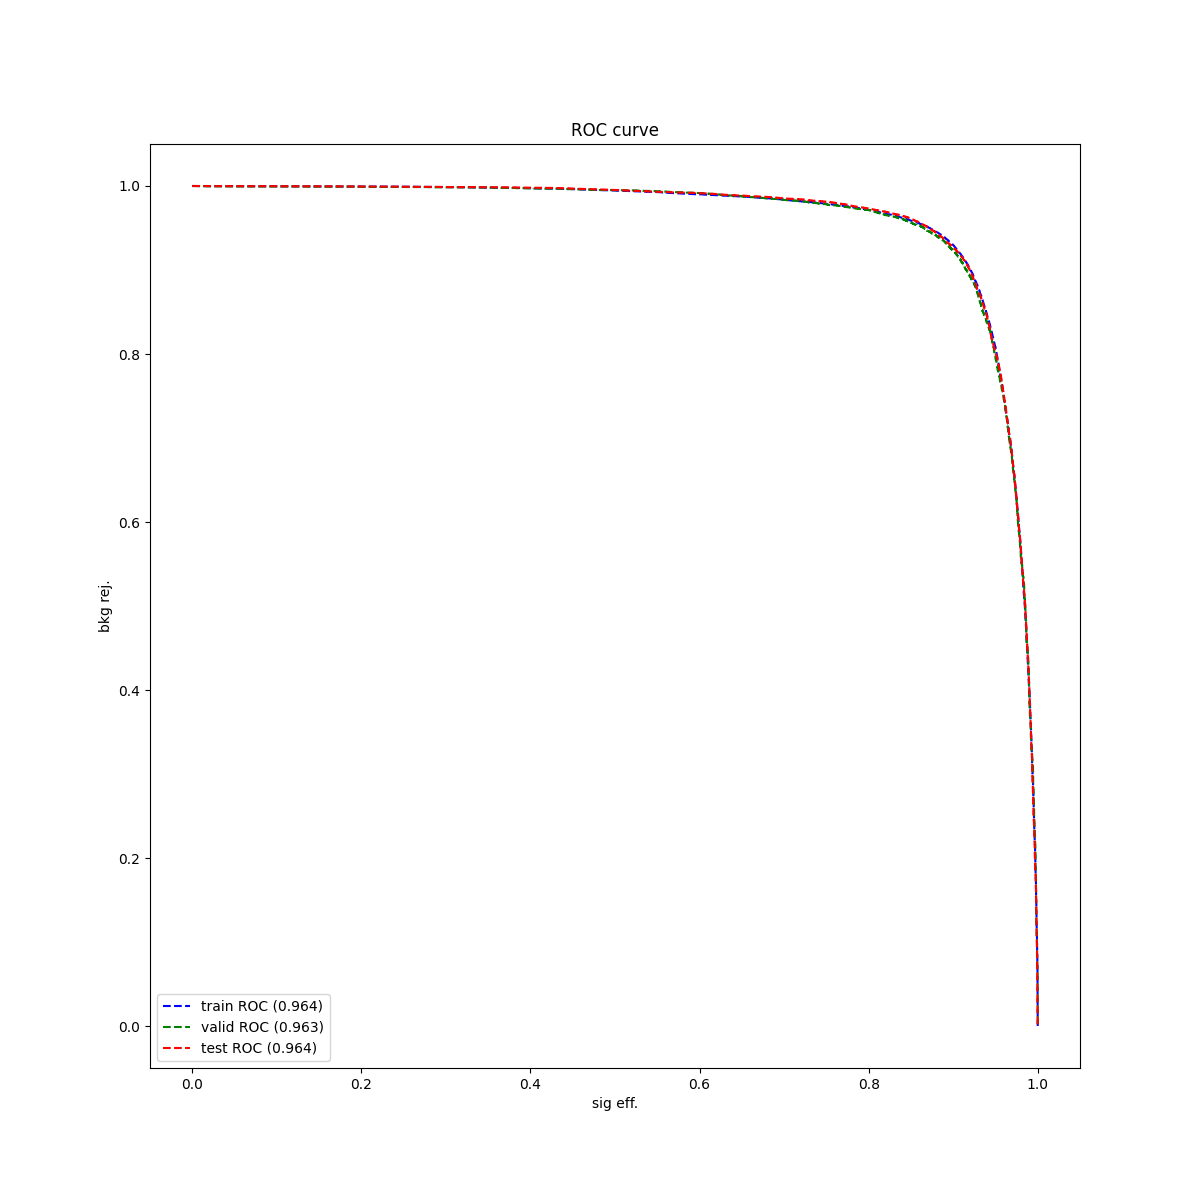 ROC curve
1.0
0.8
0.6
0.4
0.2
0.0
bkg rej.
train ROC (0.964)
valid ROC (0.963)
test ROC (0.964)
0.0 0.2 0.4 0.6 0.8 1.0
sig eff.